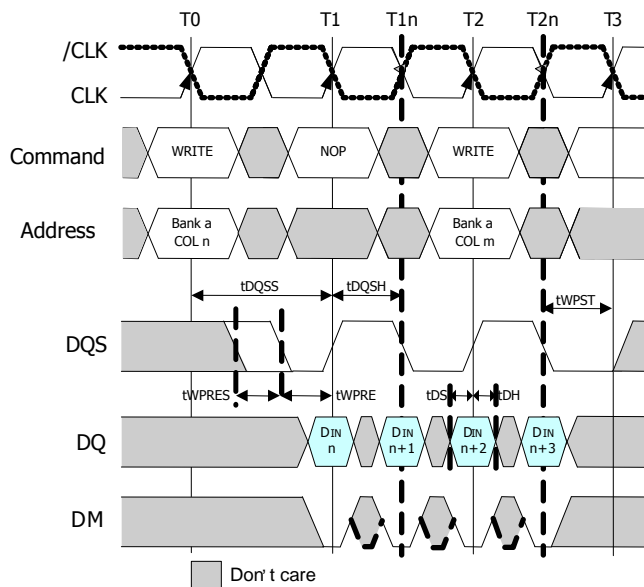 T0 T1 T1n T2 T2n T3
/CLK
CLK
Command WRITE NOP WRITE
Address Bank a COL n Bank a COL m
tDQSS tDQSH tWPST
DQS
tWPRES tWPRE tDS tDH
DQ DIN n DIN n+1 DIN n+2 DIN n+3
DM
Don't care